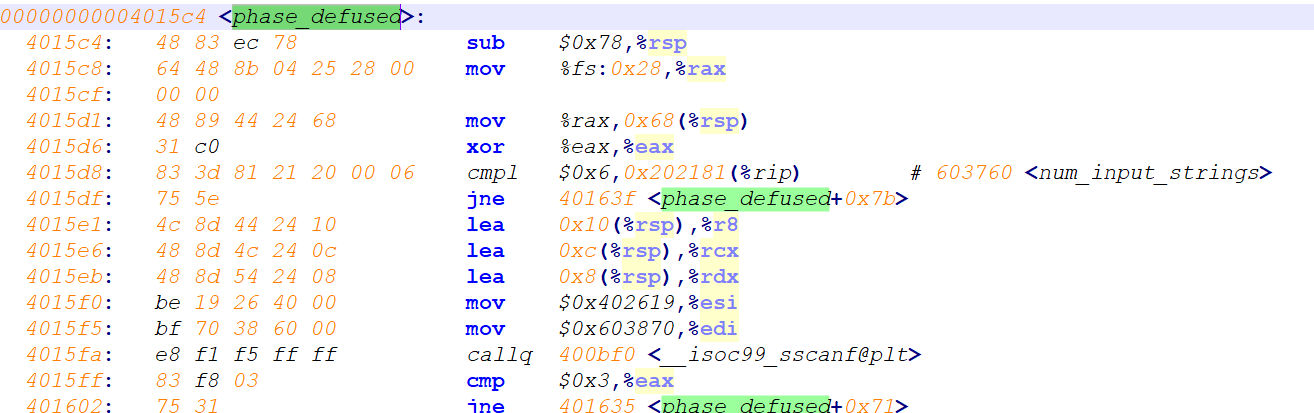 00000000004015c4 <phase_defused>:
4015c4: 48 83 ec 78 sub $0x78,%rsp
4015c8: 64 48 8b 04 25 28 00 mov %fs:0x28,%rax
4015cf: 00 00
4015d1: 48 89 44 24 68 mov %rax,0x68(%rsp)
4015d6: 31 c0 xor %eax,%eax
4015d8: 83 3d 81 21 20 00 06 cmpl $0x6,0x202181(%rip) # 603760 <num_input_strings>
4015df: 75 5e jne 40163f <phase_defused+0x7b>
4015e1: 4c 8d 44 24 10 lea 0x10(%rsp),%r8
4015e6: 48 8d 4c 24 0c lea 0xc(%rsp),%rcx
4015eb: 48 8d 54 24 08 lea 0x8(%rsp),%rdx
4015f0: be 19 26 40 00 mov $0x402619,%esi
4015f5: bf 70 38 60 00 mov $0x603870,%edi
4015fa: e8 f1 f5 ff ff callq 400bf0 <__isoc99_sscanf@plt>
4015ff: 83 f8 03 cmp $0x3,%eax
401602: 75 31 jne 401635 <phase_defused+0x71>